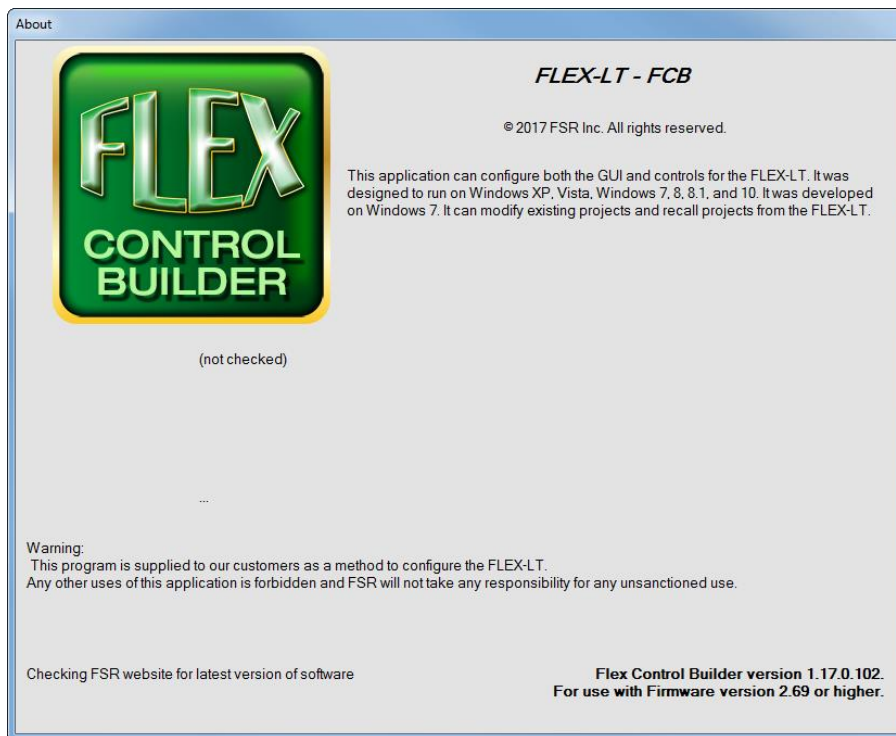 About
FLEX
CONTROL
BUILDER
FLEX-LT - FCB
© 2017 FSR Inc. All rights reserved.
This application can configure both the GUI and controls for the FLEX-LT. It was
designed to run on Windows XP, Vista, Windows 7, 8, 8.1, and 10. It was developed
on Windows 7. It can modify existing projects and recall projects from the FLEX-LT.
(not checked)
...
Warning:
This program is supplied to our customers as a method to configure the FLEX-LT.
Any other uses of this application is forbidden and FSR will not take any responsibility for any unsanctioned use.
Checking FSR website for latest version of software
Flex Control Builder version 1.17.0.102.
For use with Firmware version 2.69 or higher.